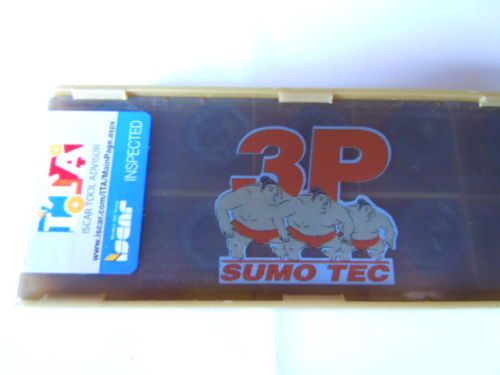 ITA
ISCAR TOOL ADVISOR
www.iscar.com/ITA/MainPage.aspx
iscar
INSPECTED
3P
SUMO TEC